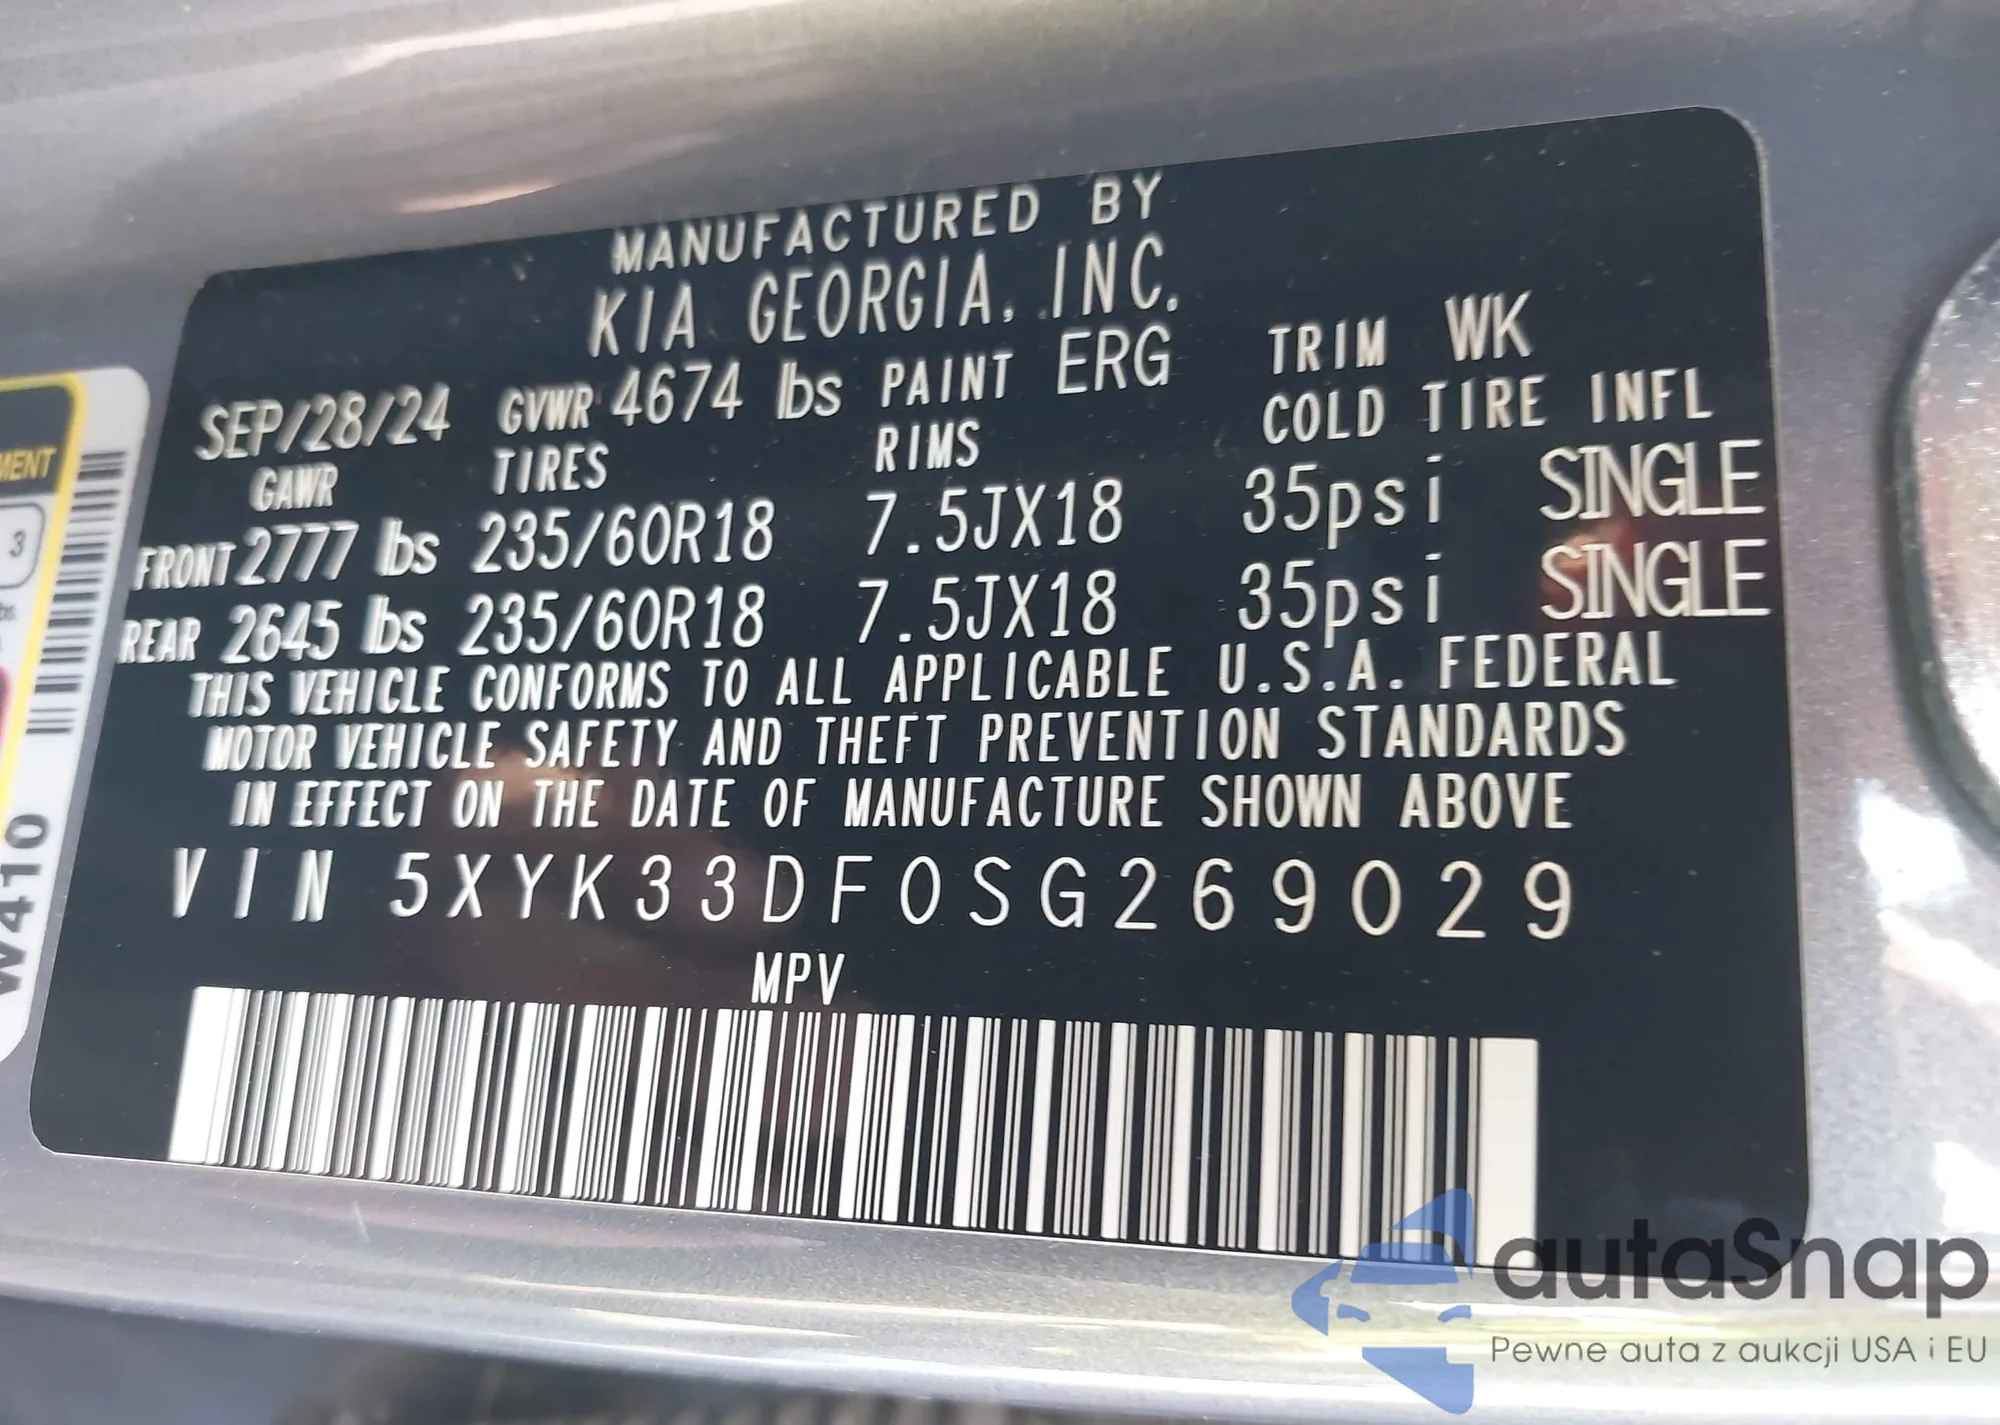 MANUFACTURED BY
KIA GEORGIA, INC.
SEP/28/24 GVWR 4674 lbs PAINT ERG TRIM WK
GAWR TIRES RIMS COLD TIRE INFL
FRONT 2777 lbs 235/60R18 7.5JX18 35psi SINGLE
REAR 2645 lbs 235/60R18 7.5JX18 35psi SINGLE
THIS VEHICLE CONFORMS TO ALL APPLICABLE U.S.A. FEDERAL
MOTOR VEHICLE SAFETY AND THEFT PREVENTION STANDARDS
IN EFFECT ON THE DATE OF MANUFACTURE SHOWN ABOVE
VIN 5XYK33DF0SG269029
MPV
MENT
3
W410
autaSnap
Pewne auta z aukcji USA i EU